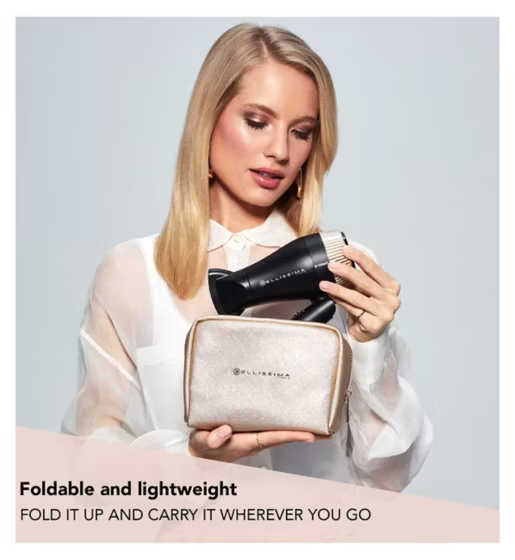 BELLISSIMA
BELLISSIMA
Foldable and lightweight
FOLD IT UP AND CARRY IT WHEREVER YOU GO